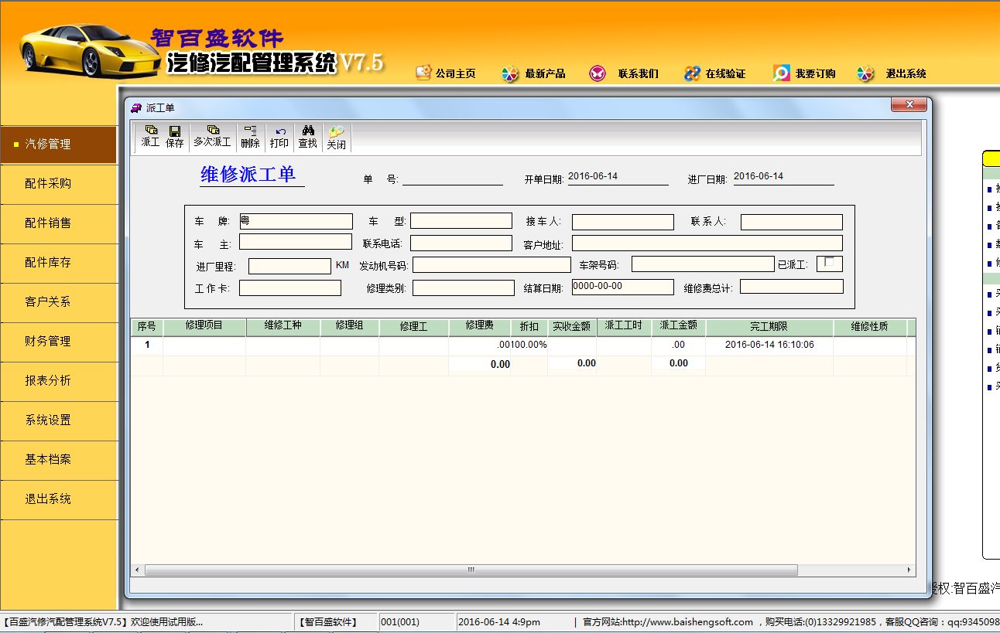 智百盛软件
汽修汽配管理系统V7.5
公司主页 最新产品 联系我们 在线验证 我要订购 退出系统
派工单
汽修管理
配件采购
配件销售
配件库存
客户关系
财务管理
报表分析
系统设置
基本档案
退出系统
派工 保存 多次派工 删除 打印 查找 关闭
维修派工单 单 号: 开单日期: 2016-06-14 进厂日期: 2016-06-14
车 牌: 粤 车 型: 接车人: 联系人:
车 主: 联系电话: 客户地址:
进厂里程: KM 发动机号码: 车架号码: 已派工:
工作卡: 修理类别: 结算日期: 0000-00-00 维修费总计:
序号 修理项目 维修工种 修理组 修理工 修理费 折扣 实收金额 派工工时 派工金额 完工期限 维修性质
1 .00 100.00% .00 2016-06-14 16:10:06
0.00 0.00 0.00
权:智百盛汽
【百盛汽修汽配管理系统V7.5】欢迎使用试用版... 【智百盛软件】 001(001) 2016-06-14 4:9pm | 官方网站:http://www.baishengsoft.com ，购买电话:(0)13329921985，客服QQ咨询：qq:9345098